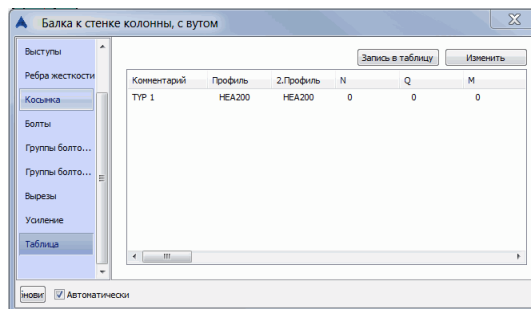 Балка к стенке колонны, с вутом
Выступы
Ребра жесткости
Косынка
Болты
Группы болто...
Группы болто...
Вырезы
Усиление
Таблица
Запись в таблицу Изменить
Комментарий Профиль 2.Профиль N Q M
TYP 1 HEA200 HEA200 0 0 0
Автоматически